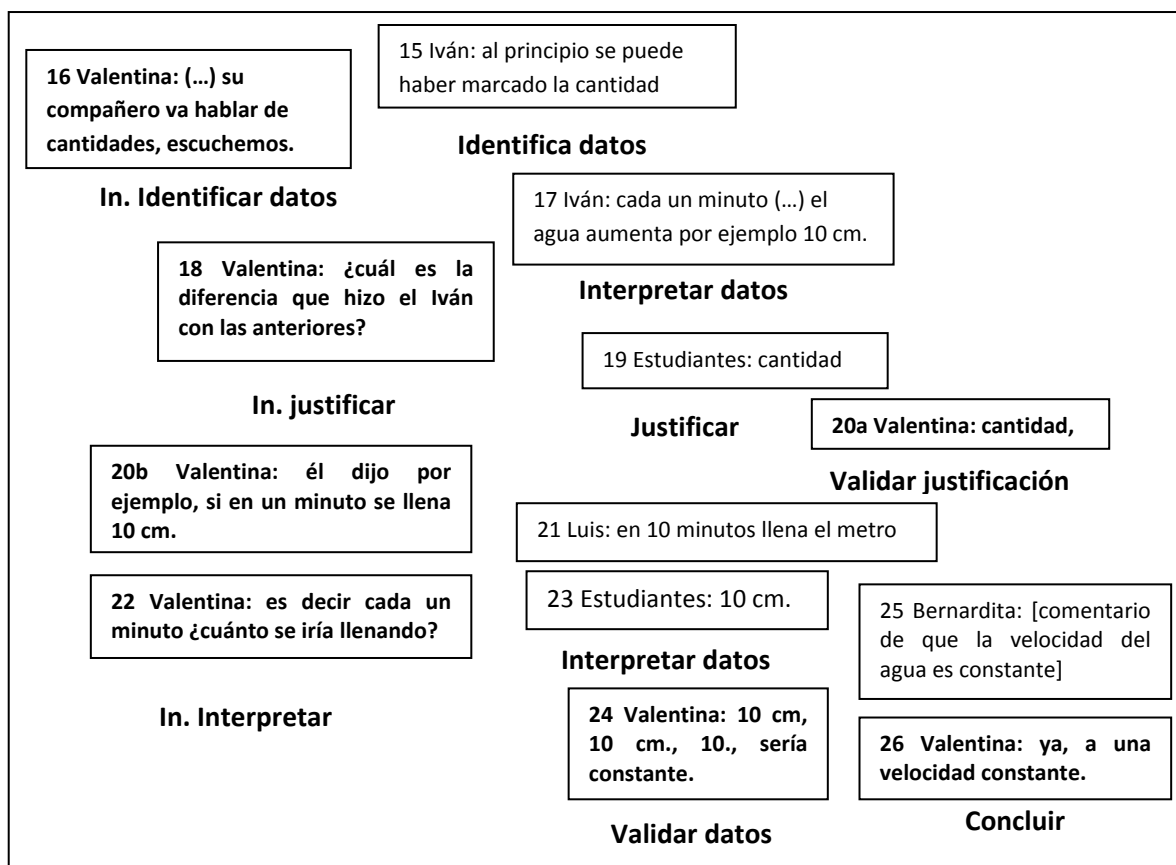 15 Iván: al principio se puede
haber marcado la cantidad
16 Valentina: (...) su
compañero va hablar de
cantidades, escuchemos.
Identifica datos
In. Identificar datos
17 Iván: cada un minuto (...) el
agua aumenta por ejemplo 10 cm.
18 Valentina: ¿cuál es la
diferencia que hizo el Iván
con las anteriores?
Interpretar datos
19 Estudiantes: cantidad
In. justificar
Justificar
20a Valentina: cantidad,
Validar justificación
20b Valentina: él dijo por
ejemplo, si en un minuto se llena
10 cm.
21 Luis: en 10 minutos llena el metro
22 Valentina: es decir cada un
minuto ¿cuánto se iría llenando?
In. Interpretar
23 Estudiantes: 10 cm.
Interpretar datos
24 Valentina: 10 cm,
10 cm., 10., sería
constante.
Validar datos
25 Bernardita: [comentario
de que la velocidad del
agua es constante]
26 Valentina: ya, a una
velocidad constante.
Concluir